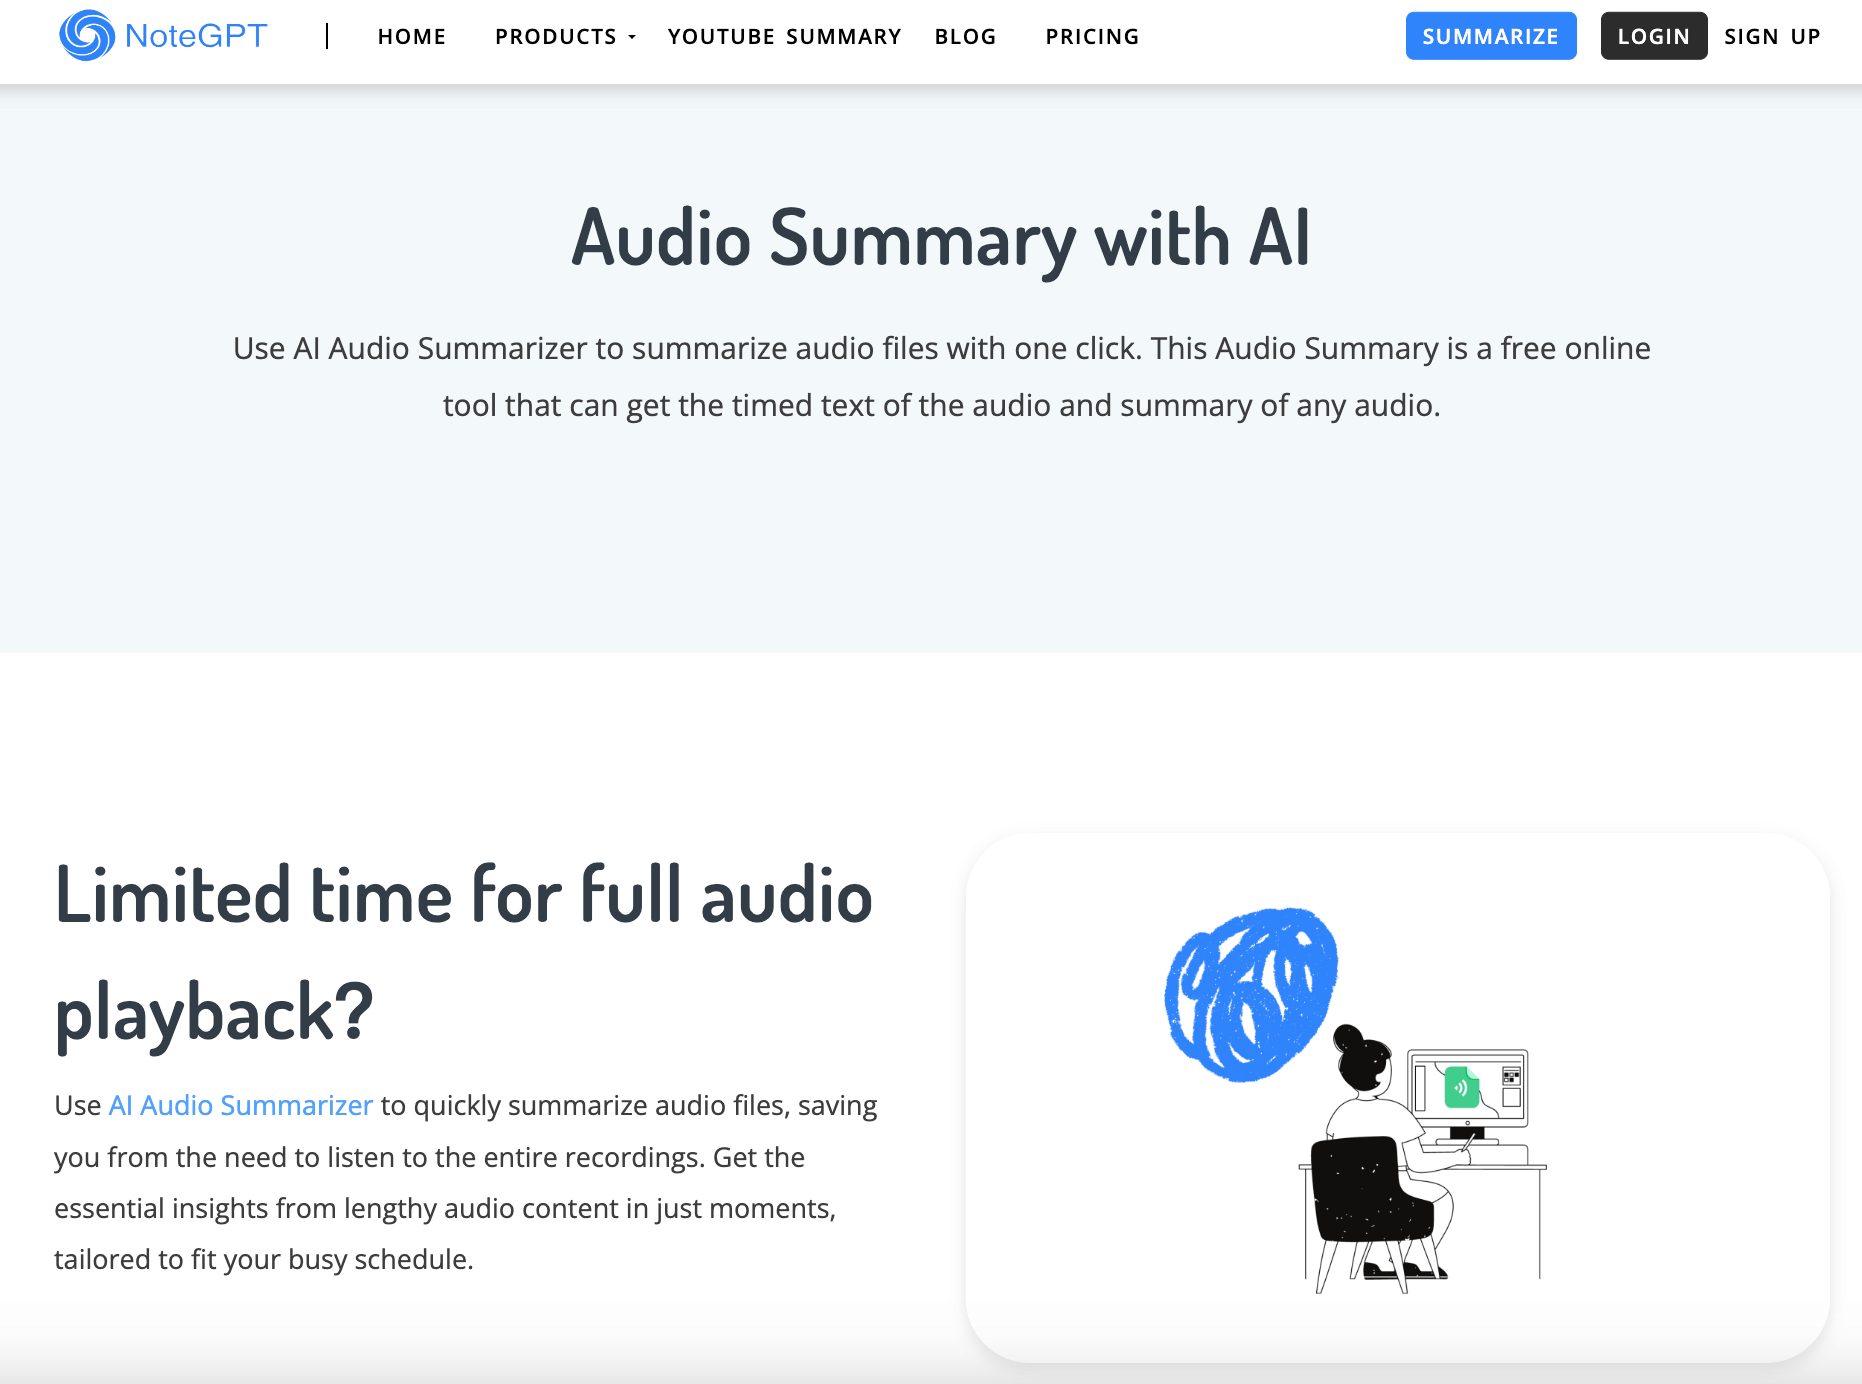 NoteGPT | HOME PRODUCTS YOUTUBE SUMMARY BLOG PRICING SUMMARIZE LOGIN SIGN UP
Audio Summary with AI
Use AI Audio Summarizer to summarize audio files with one click. This Audio Summary is a free online
tool that can get the timed text of the audio and summary of any audio.
Limited time for full audio
playback?
Use AI Audio Summarizer to quickly summarize audio files, saving
you from the need to listen to the entire recordings. Get the
essential insights from lengthy audio content in just moments,
tailored to fit your busy schedule.